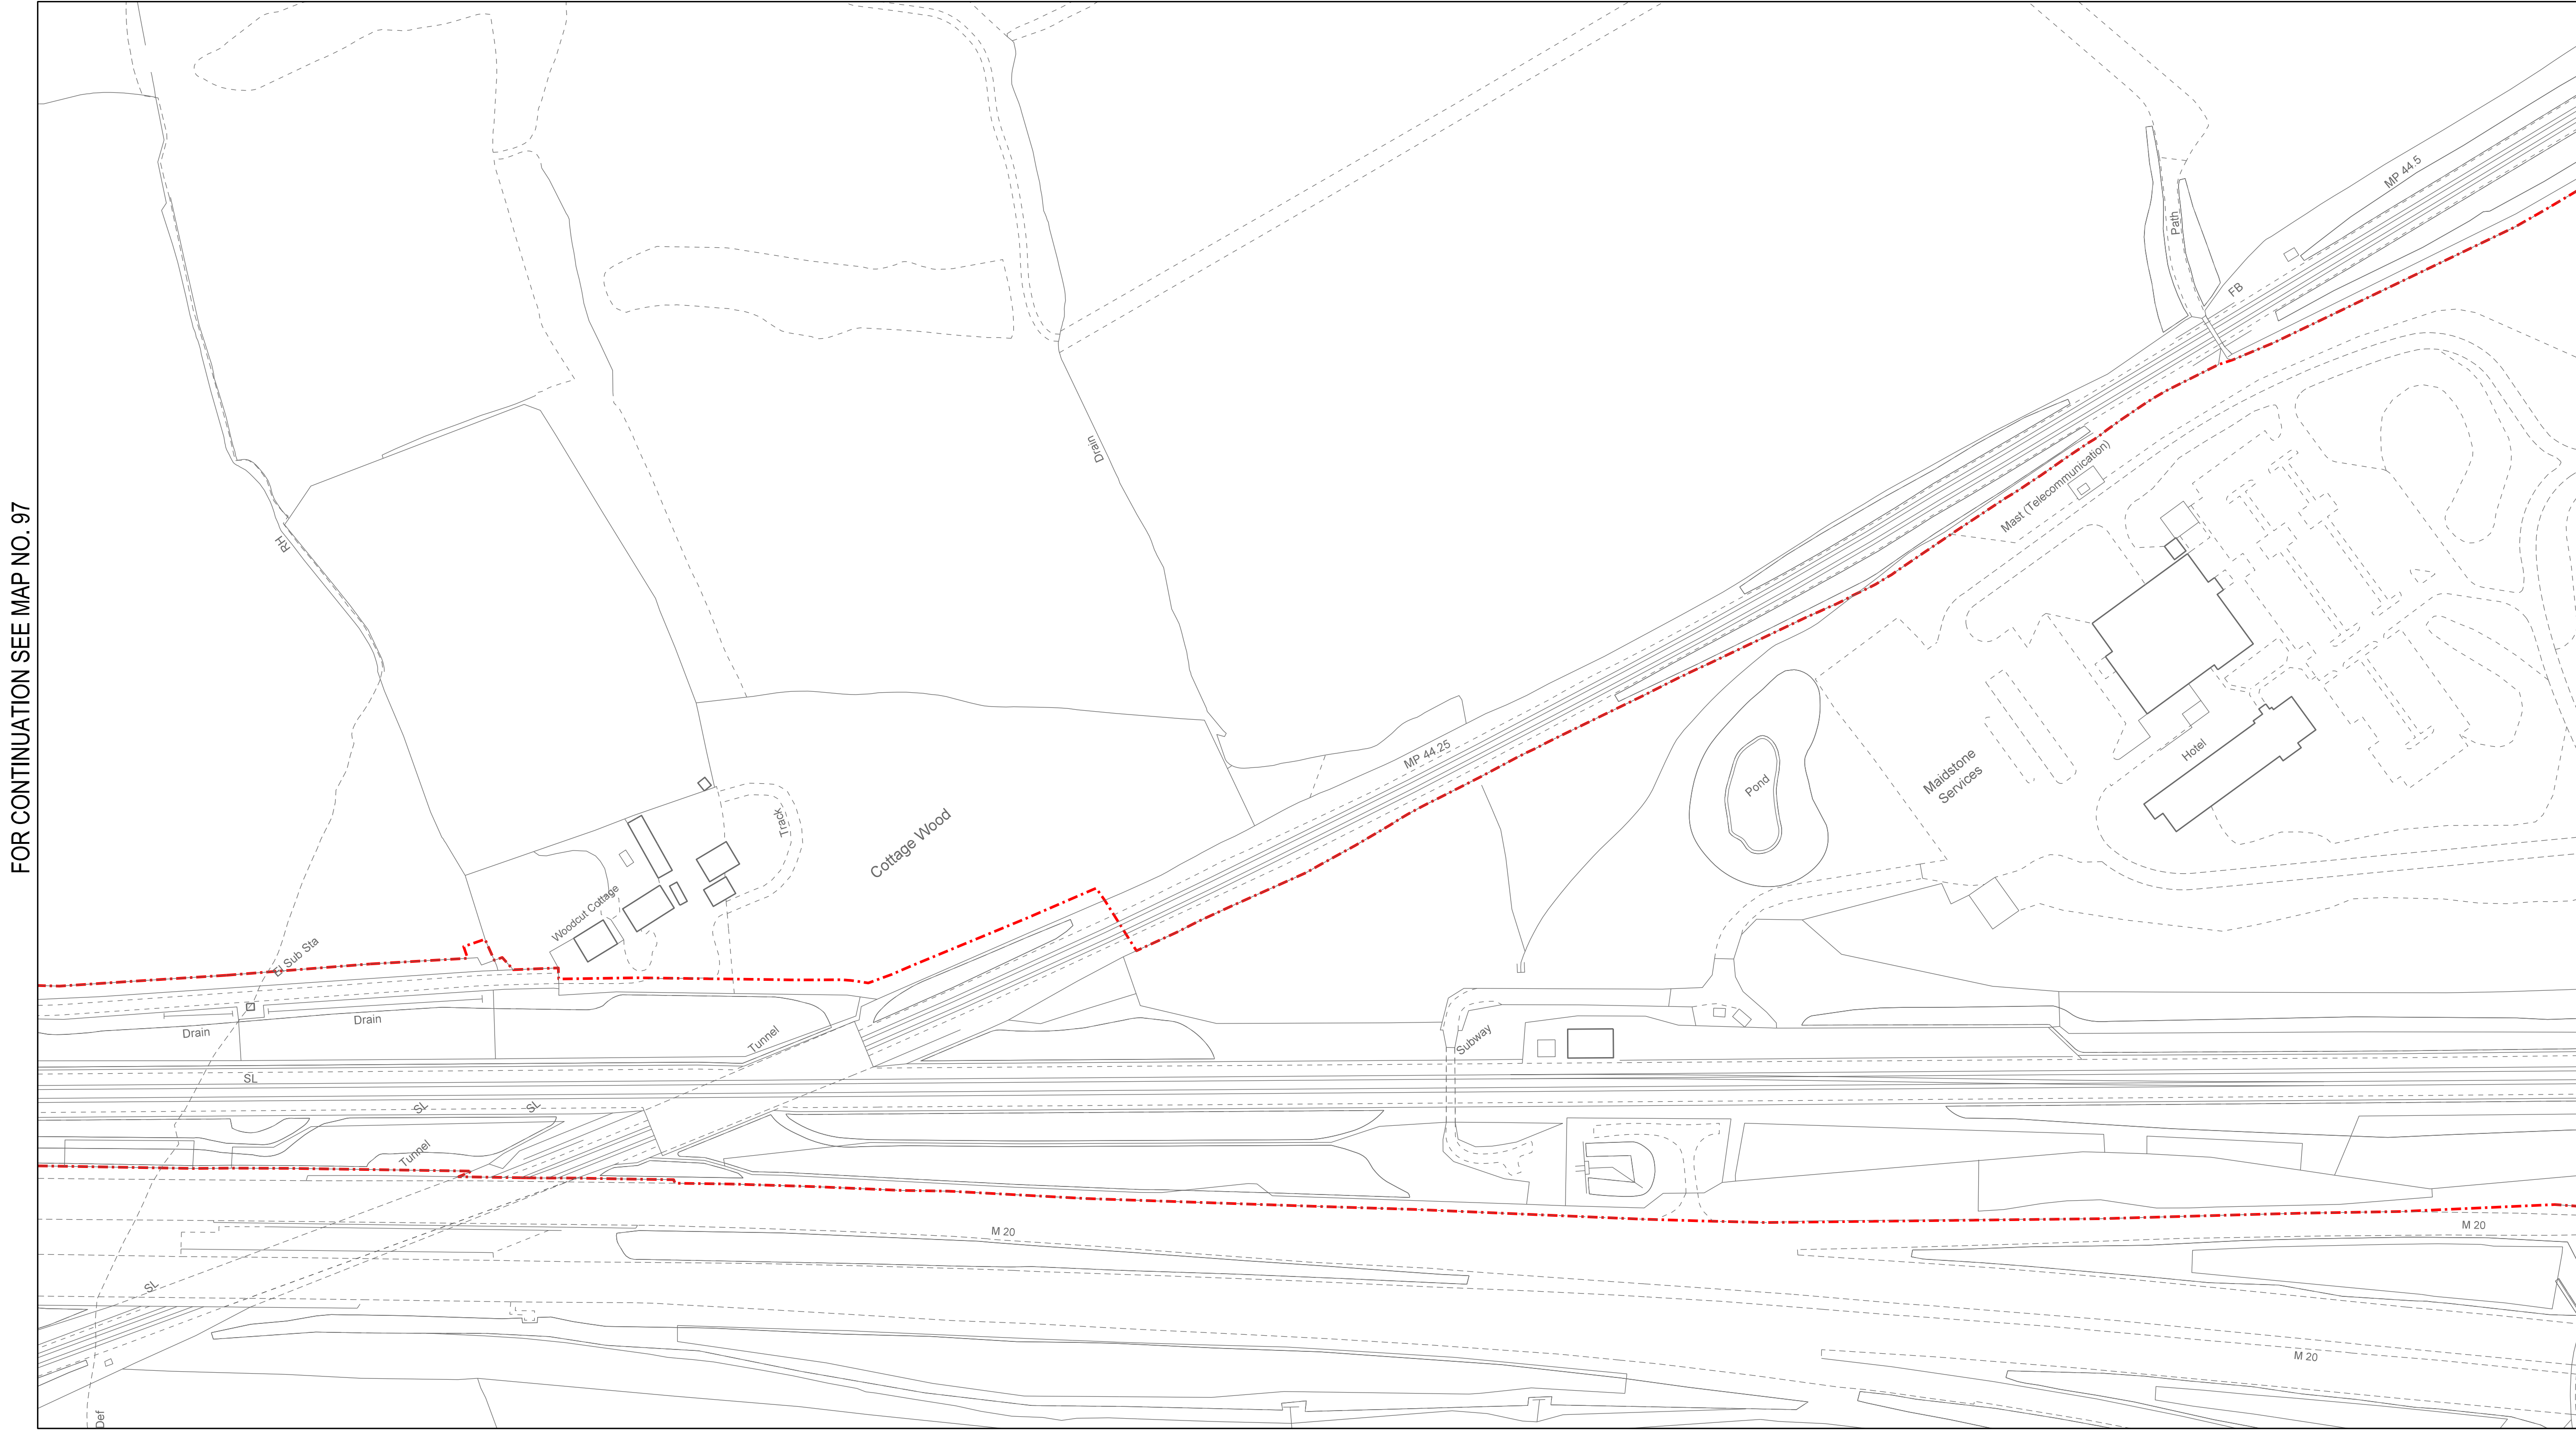 FOR CONTINUATION SEE MAP NO. 97
MP 44.5
Path
FB
Drain
Mast (Telecommunication)
RH
MP 44.25
Maidstone
Services
Hotel
Pond
Track
Cottage Wood
Woodcut Cottage
El Sub Sta
Drain
Drain
Tunnel
Subway
SL
SL
SL
Tunnel
M 20
M 20
SL
M 20
Def